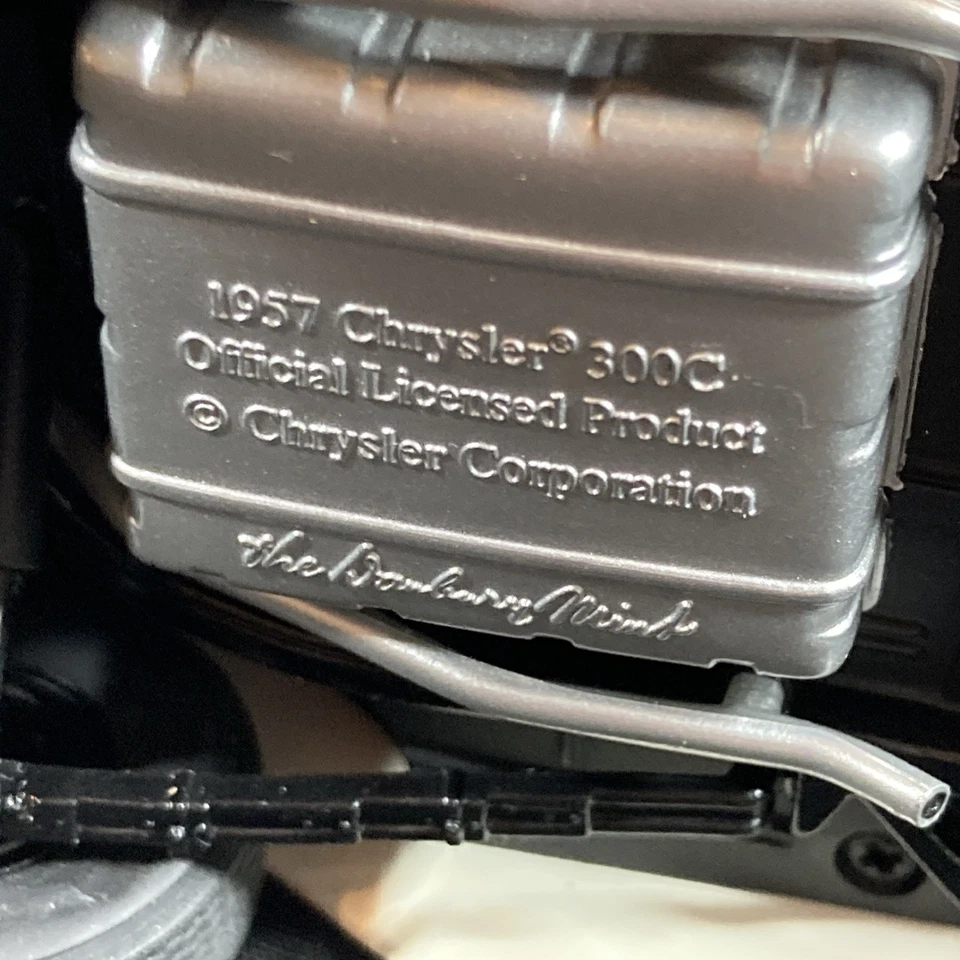 1957 Chrysler® 300C
Official Licensed Product
© Chrysler Corporation
the Danbury Mint